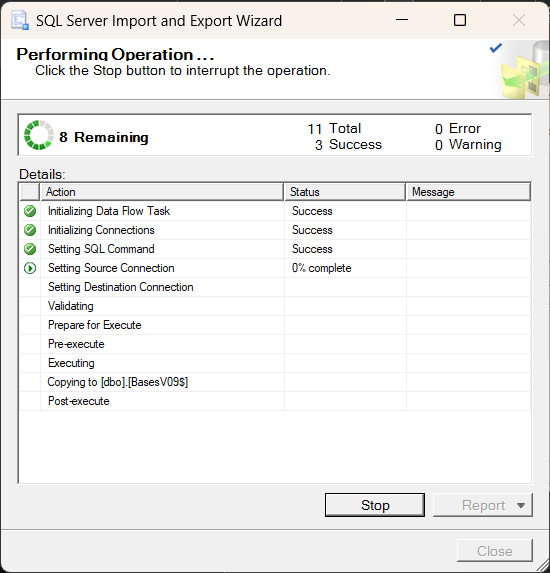 SQL Server Import and Export Wizard
Performing Operation ...
Click the Stop button to interrupt the operation.
8 Remaining
11 Total 0 Error
3 Success 0 Warning
Details:
Action Status Message
Initializing Data Flow Task Success
Initializing Connections Success
Setting SQL Command Success
Setting Source Connection 0% complete
Setting Destination Connection
Validating
Prepare for Execute
Pre-execute
Executing
Copying to [dbo].[BasesV09$]
Post-execute
Stop Report
Close